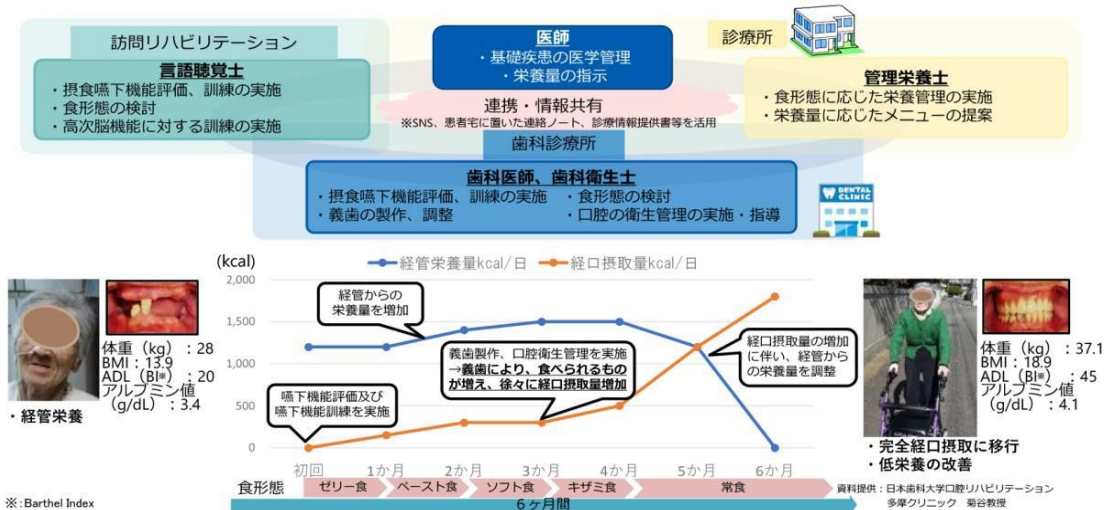 訪問リハビリテーション
言語聴覚士
・摂食嚥下機能評価、訓練の実施
・食形態の検討
・高次脳機能に対する訓練の実施
医師
・基礎疾患の医学管理
・栄養量の指示
診療所
管理栄養士
・食形態に応じた栄養管理の実施
・栄養量に応じたメニューの提案
連携・情報共有
※SNS、患者宅に置いた連絡ノート、診療情報提供書等を活用
歯科診療所
歯科医師、歯科衛生士
・摂食嚥下機能評価、訓練の実施 ・食形態の検討
・義歯の製作、調整 ・口腔の衛生管理の実施・指導
DENTAL
CLINIC
体重（kg）：28
BMI：13.9
ADL（BI※）：20
アルブミン値
（g/dL）：3.4
・経管栄養
(kcal)
経管栄養量kcal/日 経口摂取量kcal/日
2,000
1,500
1,000
500
0
経管からの
栄養量を増加
嚥下機能評価及び
嚥下機能訓練を実施
義歯製作、口腔衛生管理を実施
→義歯により、食べられるもの
が増え、徐々に経口摂取量増加
経口摂取量の増加
に伴い、経管から
の栄養量を調整
初回 1か月 2か月 3か月 4か月 5か月 6か月
食形態 ゼリー食 ペースト食 ソフト食 キザミ食 常食
6ヶ月間
体重（kg）：37.1
BMI：18.9
ADL（BI※）：45
アルブミン値
（g/dL）：4.1
・完全経口摂取に移行
・低栄養の改善
資料提供：日本歯科大学口腔リハビリテーション
多摩クリニック 菊谷教授
※：Barthel Index